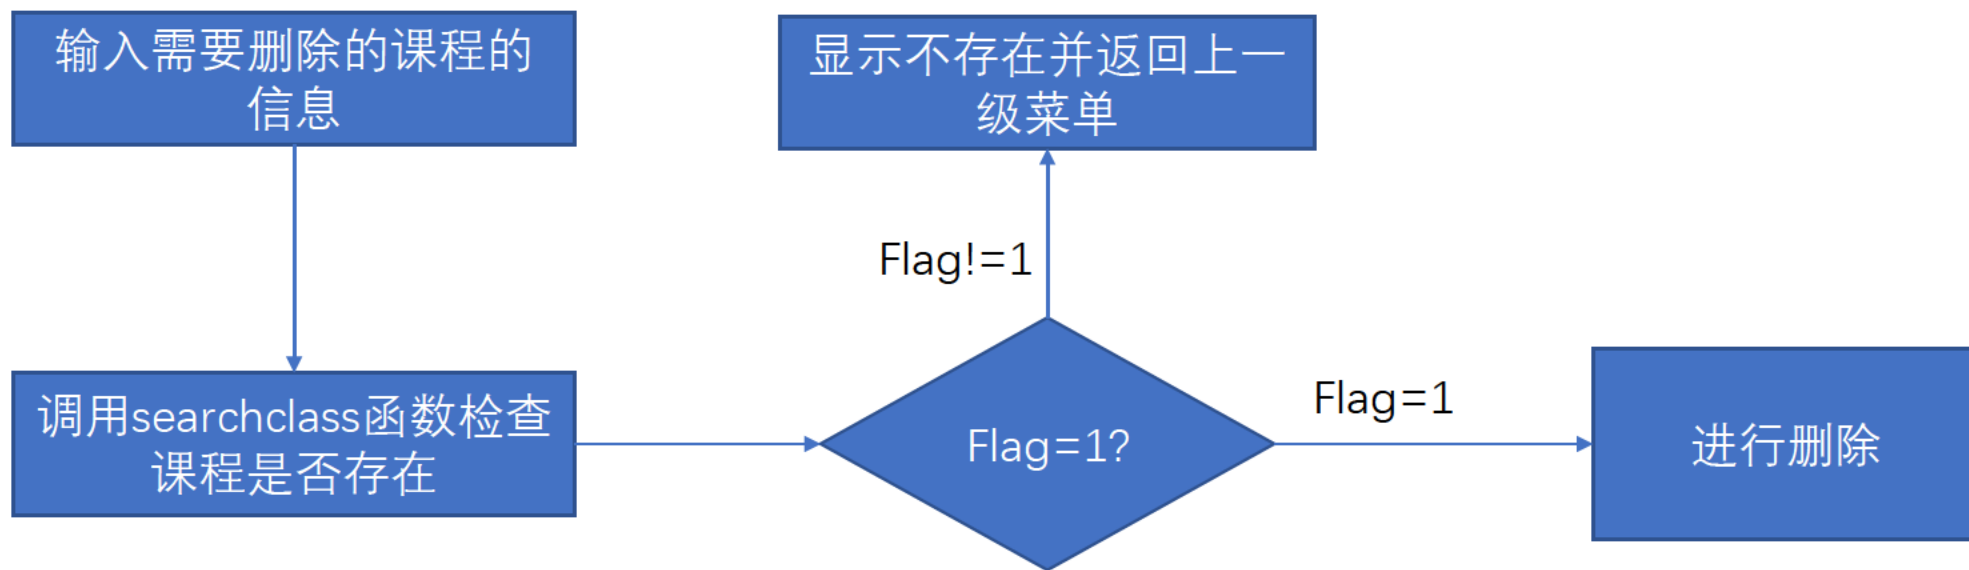 输入需要删除的课程的
信息
显示不存在并返回上一
级菜单
Flag!=1
调用searchclass函数检查
课程是否存在
Flag=1?
Flag=1
进行删除